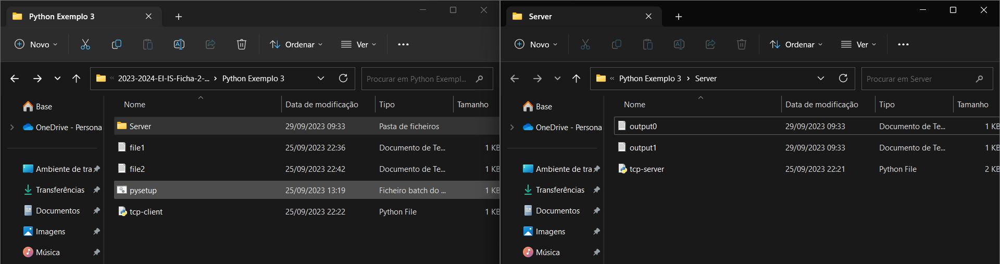 Python Exemplo 3
Novo
Ordenar
Ver
2023-2024-EI-IS-Ficha-2-... > Python Exemplo 3
Procurar em Python Exempl...
Nome Data de modificação Tipo Tamanho
Base
OneDrive - Persona
Ambiente de tra
Transferências
Documentos
Imagens
Música
Server 29/09/2023 09:33 Pasta de ficheiros
file1 25/09/2023 22:36 Documento de Te... 1 KB
file2 25/09/2023 22:42 Documento de Te... 1 KB
pysetup 25/09/2023 13:19 Ficheiro batch do ... 1 KB
tcp-client 25/09/2023 22:22 Python File 1 KB
Server
Novo
Ordenar
Ver
Python Exemplo 3 > Server
Procurar em Server
Nome Data de modificação Tipo Tamanho
Base
OneDrive - Persona
Ambiente de tra
Transferências
Documentos
Imagens
Música
output0 29/09/2023 09:33 Documento de Te... 1 KB
output1 29/09/2023 09:33 Documento de Te... 1 KB
tcp-server 25/09/2023 22:21 Python File 2 KB